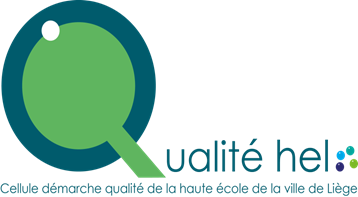 Qualité hel
Cellule démarche qualité de la haute école de la ville de Liège